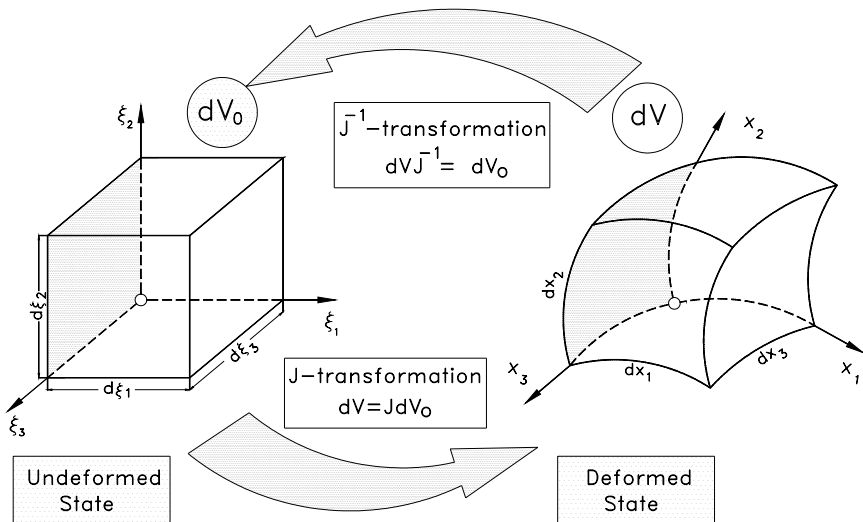 dV₀
dV
J⁻¹-transformation
dVJ⁻¹= dV₀
ξ₂
x₂
dξ₂
dx₂
ξ₁
dξ₃
dξ₁
ξ₃
x₁
dx₃
dx₁
x₃
J-transformation
dV=JdV₀
Undeformed
State
Deformed
State